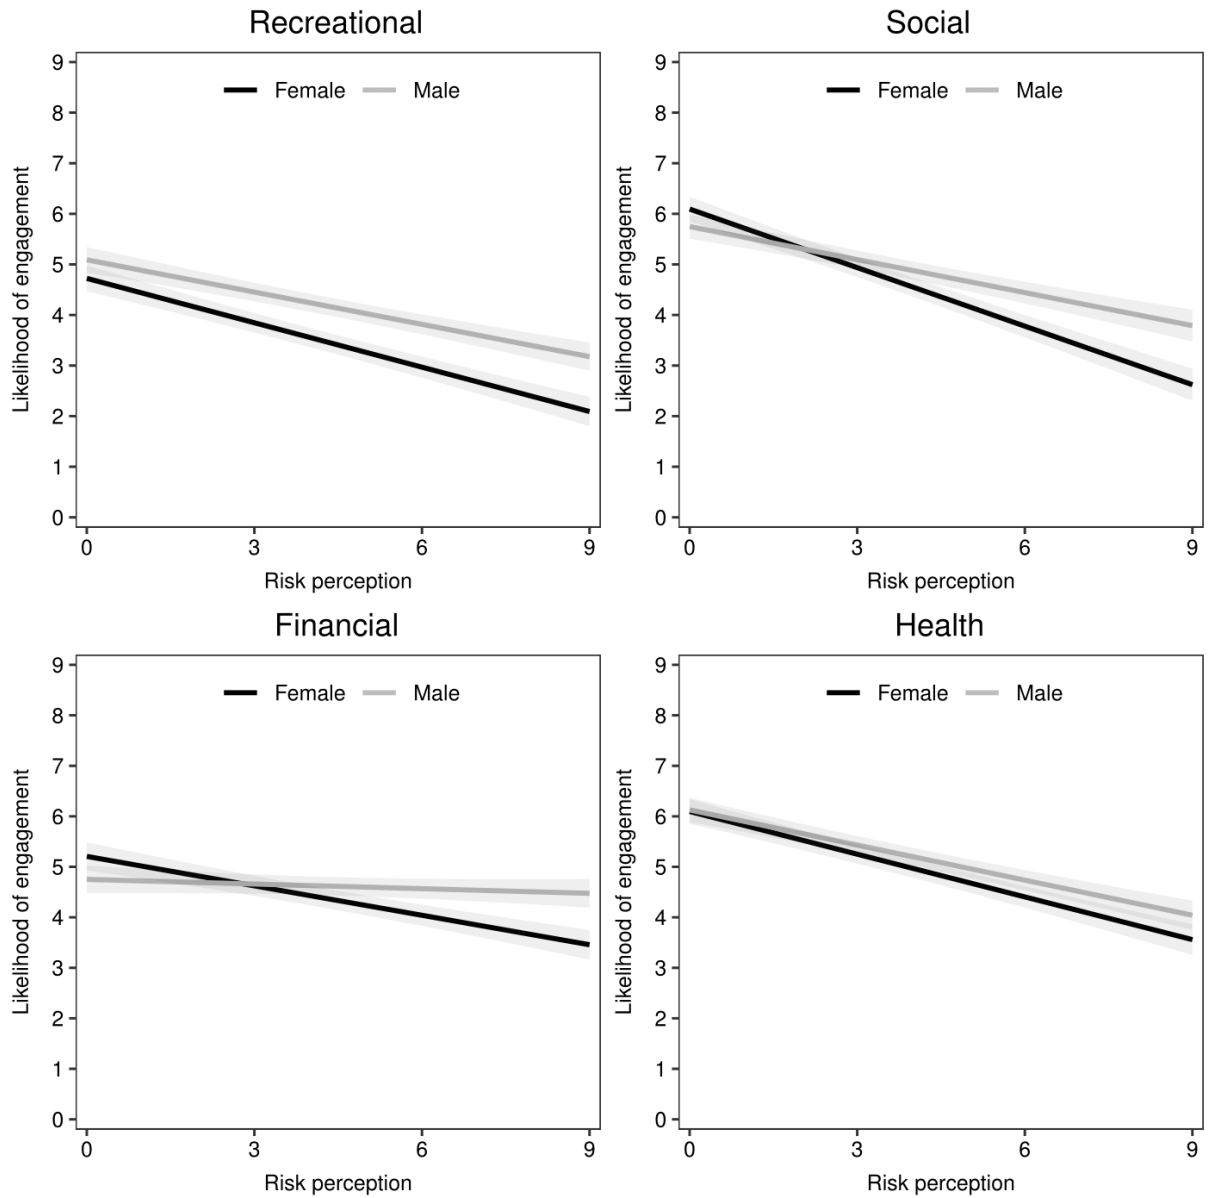 Recreational
Female Male
Likelihood of engagement
9
8
7
6
5
4
3
2
1
0
0 3 6 9
Risk perception
Social
Female Male
Likelihood of engagement
9
8
7
6
5
4
3
2
1
0
0 3 6 9
Risk perception
Financial
Female Male
Likelihood of engagement
9
8
7
6
5
4
3
2
1
0
0 3 6 9
Risk perception
Health
Female Male
Likelihood of engagement
9
8
7
6
5
4
3
2
1
0
0 3 6 9
Risk perception